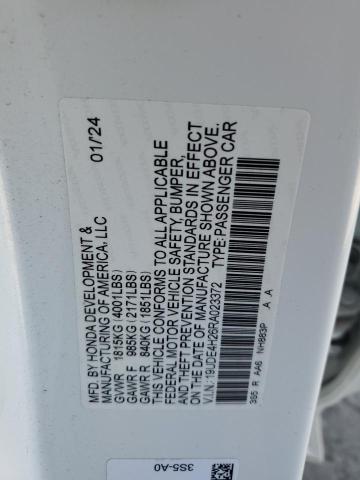 MFD. BY HONDA DEVELOPMENT &
MANUFACTURING OF AMERICA, LLC 01/24
GVWR 1815KG (4001LBS)
GAWR F 985KG (2171LBS)
GAWR R 840KG (1851LBS)
THIS VEHICLE CONFORMS TO ALL APPLICABLE
FEDERAL MOTOR VEHICLE SAFETY BUMPER,
AND THEFT PREVENTION STANDARDS IN EFFECT
ON THE DATE OF MANUFACTURE SHOWN ABOVE.
V.I.N.: 19UDE4H26RA023372 TYPE:PASSENGER CAR
3S5 R AA6 NH883P A A
3S5-A0